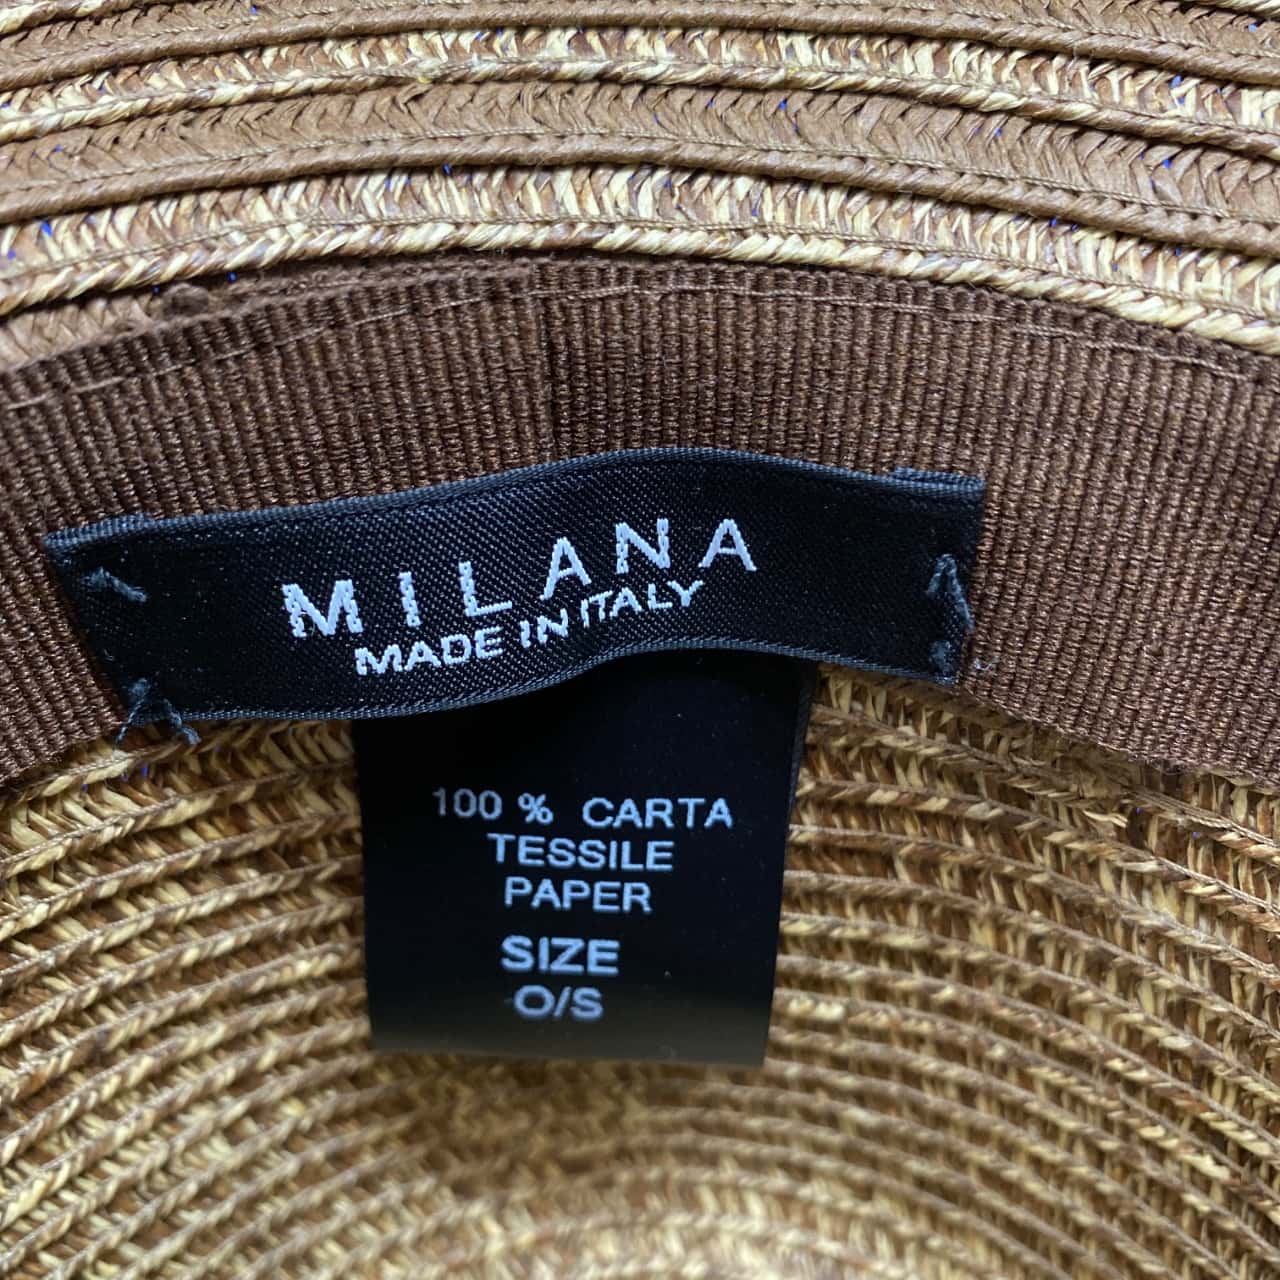 MILANA
MADE IN ITALY
100 % CARTA
TESSILE
PAPER
SIZE
O/S